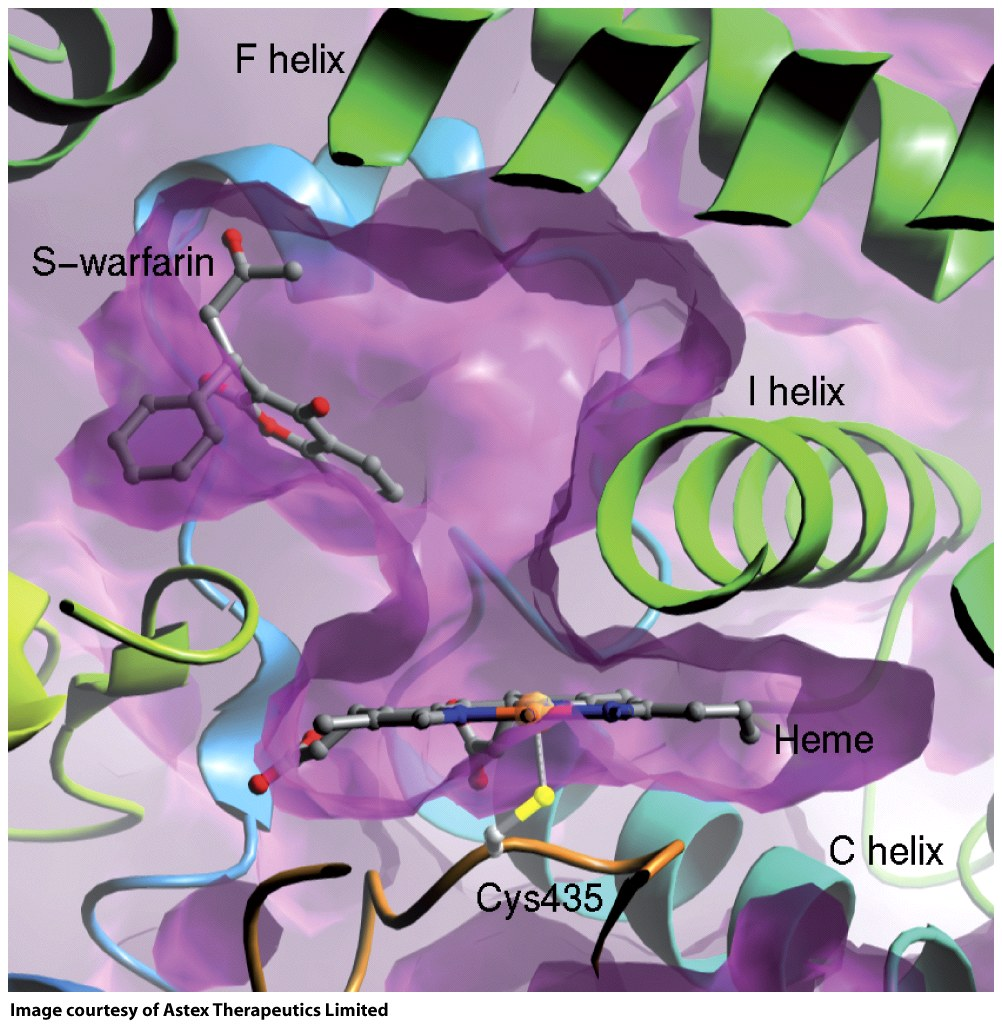 F helix
S–warfarin
I helix
Heme
C helix
Cys435
Image courtesy of Astex Therapeutics Limited